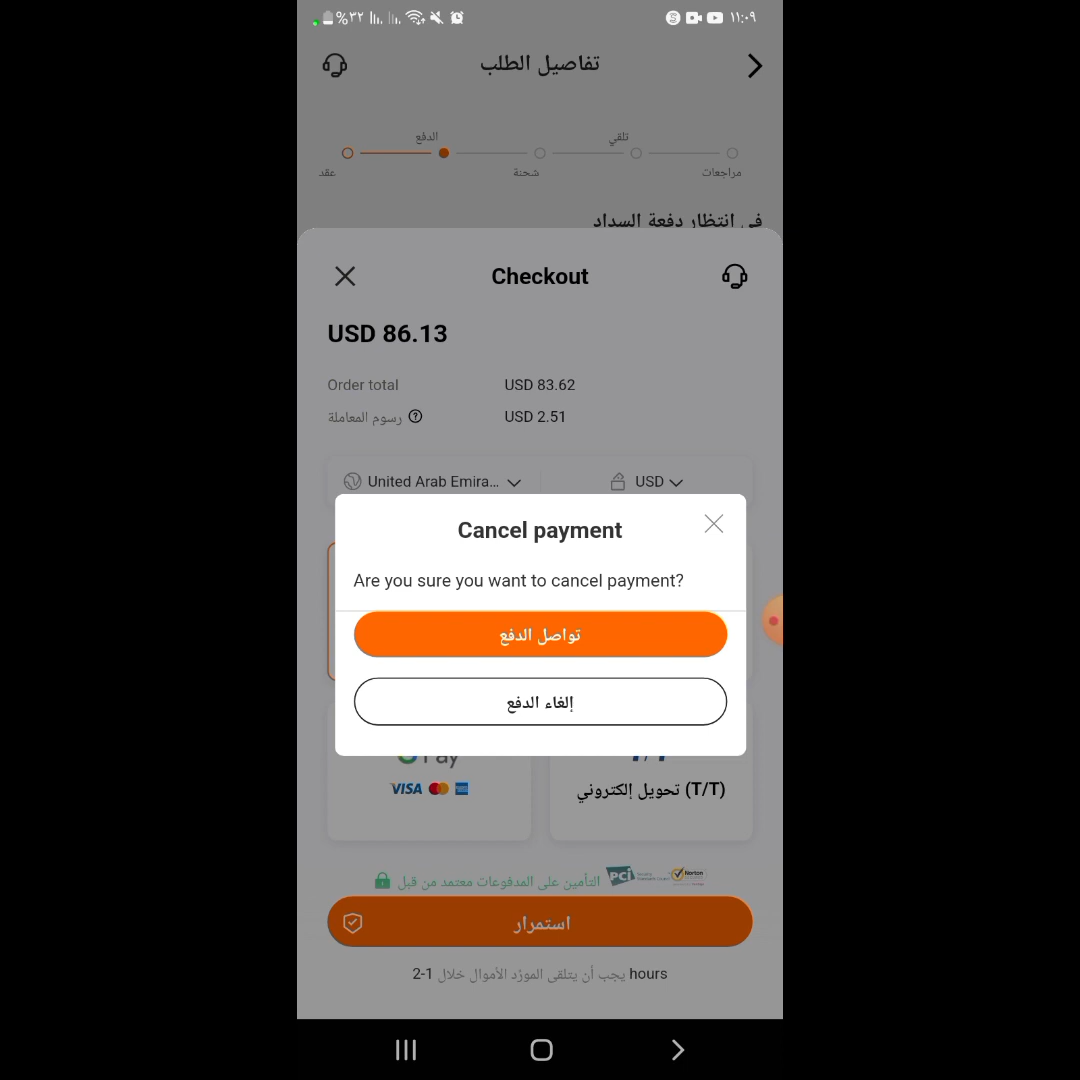 %٣٢
١١:٠٩
تفاصيل الطلب
الدفع
تلقي
عقد
شحنة
مراجعات
في انتظار دفعة السداد
Checkout
USD 86.13
Order total
USD 83.62
رسوم المعاملة
USD 2.51
United Arab Emira...
USD
Cancel payment
Are you sure you want to cancel payment?
تواصل الدفع
إلغاء الدفع
G Pay
T/T
VISA
(T/T) تحويل إلكتروني
التأمين على المدفوعات معتمد من قبل
PCI
Norton
استمرار
يجب أن يتلقى المورّد الأموال خلال 1-2 hours